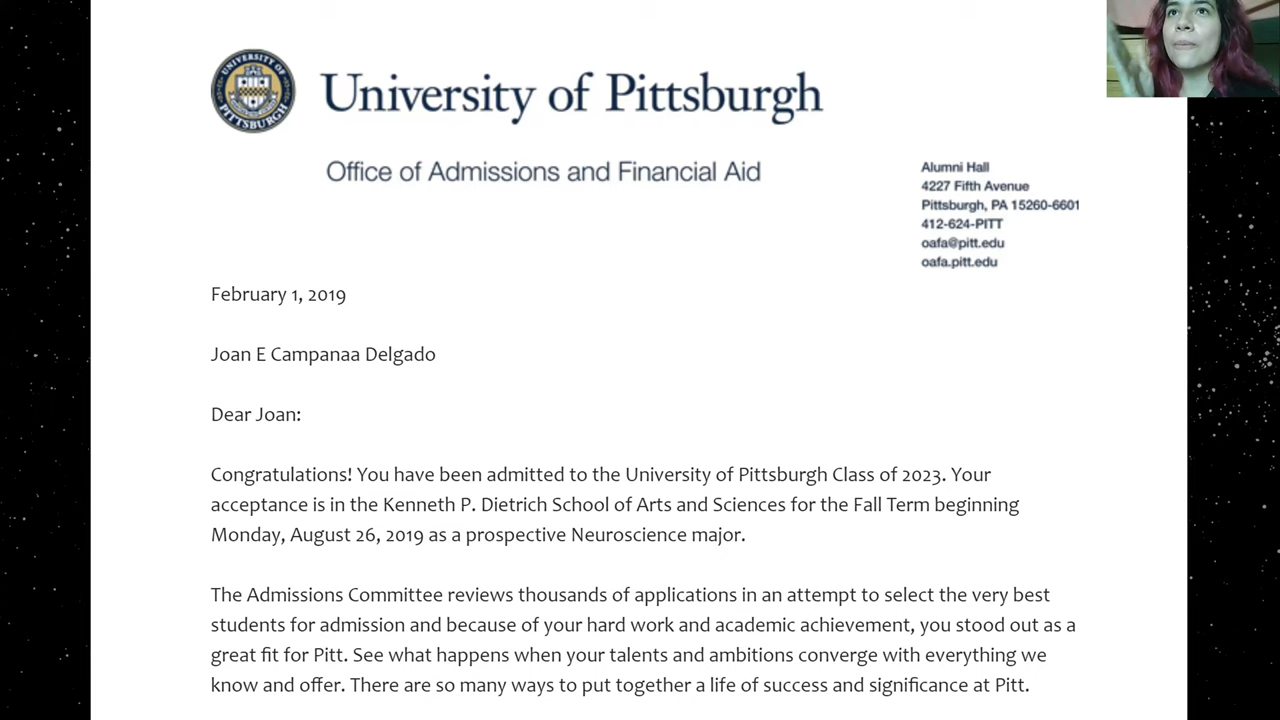 UNIVERSITY OF PITTSBURGH
University of Pittsburgh
Office of Admissions and Financial Aid
Alumni Hall
4227 Fifth Avenue
Pittsburgh, PA 15260-6601
412-624-PITT
oafa@pitt.edu
oafa.pitt.edu
February 1, 2019
Joan E Campanaa Delgado
Dear Joan:
Congratulations! You have been admitted to the University of Pittsburgh Class of 2023. Your
acceptance is in the Kenneth P. Dietrich School of Arts and Sciences for the Fall Term beginning
Monday, August 26, 2019 as a prospective Neuroscience major.
The Admissions Committee reviews thousands of applications in an attempt to select the very best
students for admission and because of your hard work and academic achievement, you stood out as a
great fit for Pitt. See what happens when your talents and ambitions converge with everything we
know and offer. There are so many ways to put together a life of success and significance at Pitt.